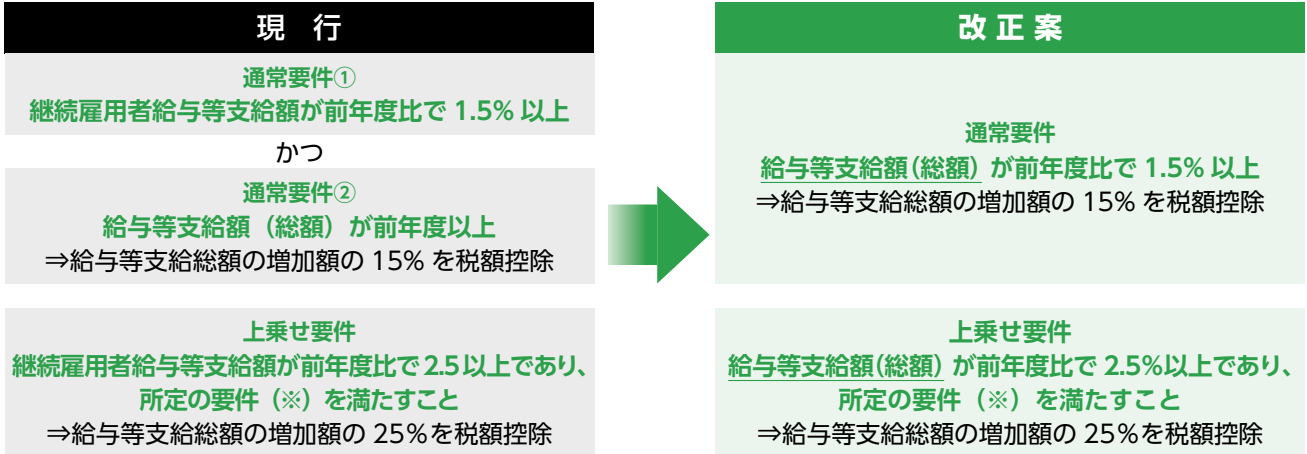 現 行
通常要件①
継続雇用者給与等支給額が前年度比で 1.5% 以上
かつ
通常要件②
給与等支給額（総額）が前年度以上
⇒給与等支給総額の増加額の 15% を税額控除
上乗せ要件
継続雇用者給与等支給額が前年度比で 2.5 以上であり、
所定の要件（※）を満たすこと
⇒給与等支給総額の増加額の 25%を税額控除
改 正 案
通常要件
給与等支給額(総額) が前年度比で 1.5% 以上
⇒給与等支給総額の増加額の 15% を税額控除
上乗せ要件
給与等支給額(総額) が前年度比で 2.5%以上であり、
所定の要件（※）を満たすこと
⇒給与等支給総額の増加額の 25%を税額控除